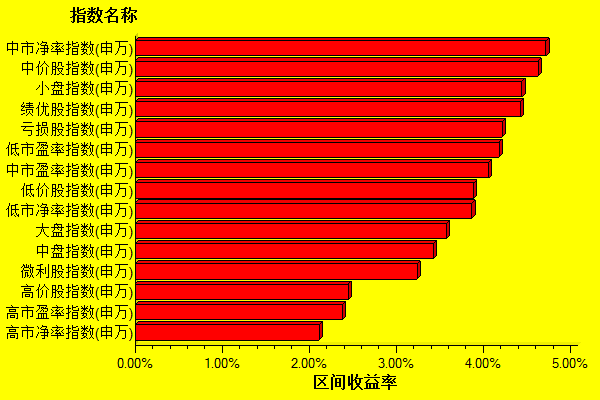 指数名称
中市净率指数(申万)
中价股指数(申万)
小盘指数(申万)
绩优股指数(申万)
亏损股指数(申万)
低市盈率指数(申万)
中市盈率指数(申万)
低价股指数(申万)
低市净率指数(申万)
大盘指数(申万)
中盘指数(申万)
微利股指数(申万)
高价股指数(申万)
高市盈率指数(申万)
高市净率指数(申万)
0.00% 1.00% 2.00% 3.00% 4.00% 5.00%
区间收益率